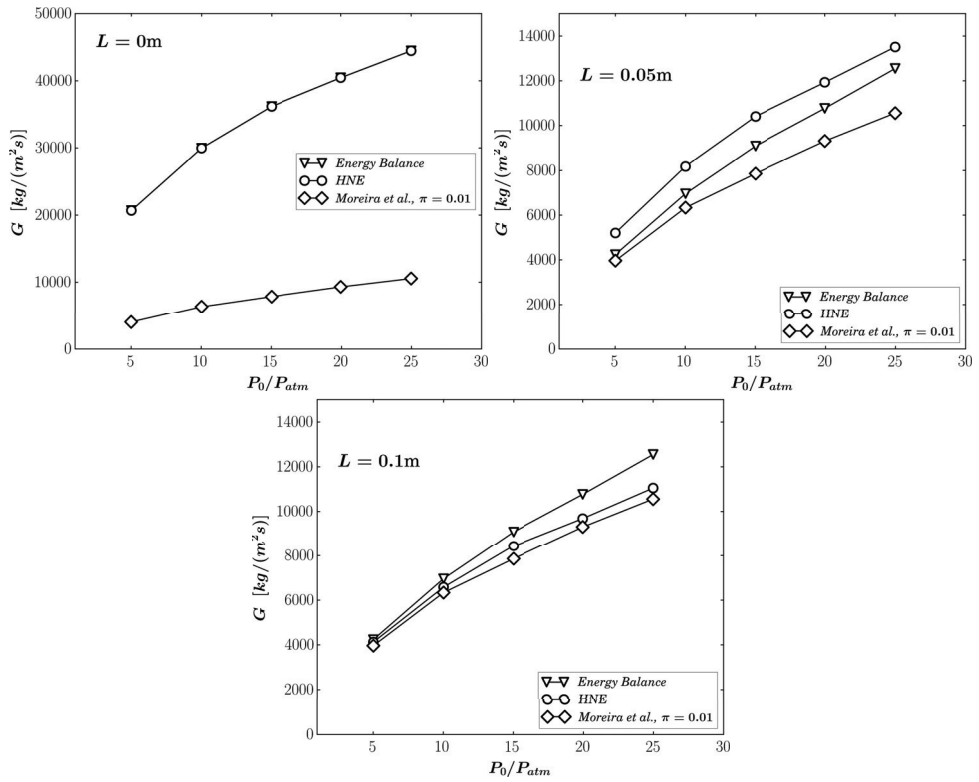 L = 0m
50000
40000
30000
20000
10000
0
G [kg/(m²s)]
Energy Balance
HNE
Moreira et al., π = 0.01
5 10 15 20 25 30
P₀/Pₐₜₘ
L = 0.05m
14000
12000
10000
8000
6000
4000
2000
0
G [kg/(m²s)]
Energy Balance
IINE
Moreira et al., π = 0.01
5 10 15 20 25 30
P₀/Pₐₜₘ
L = 0.1m
14000
12000
10000
8000
6000
4000
2000
0
G [kg/(m²s)]
Energy Balance
HNE
Moreira et al., π = 0.01
5 10 15 20 25 30
P₀/Pₐₜₘ